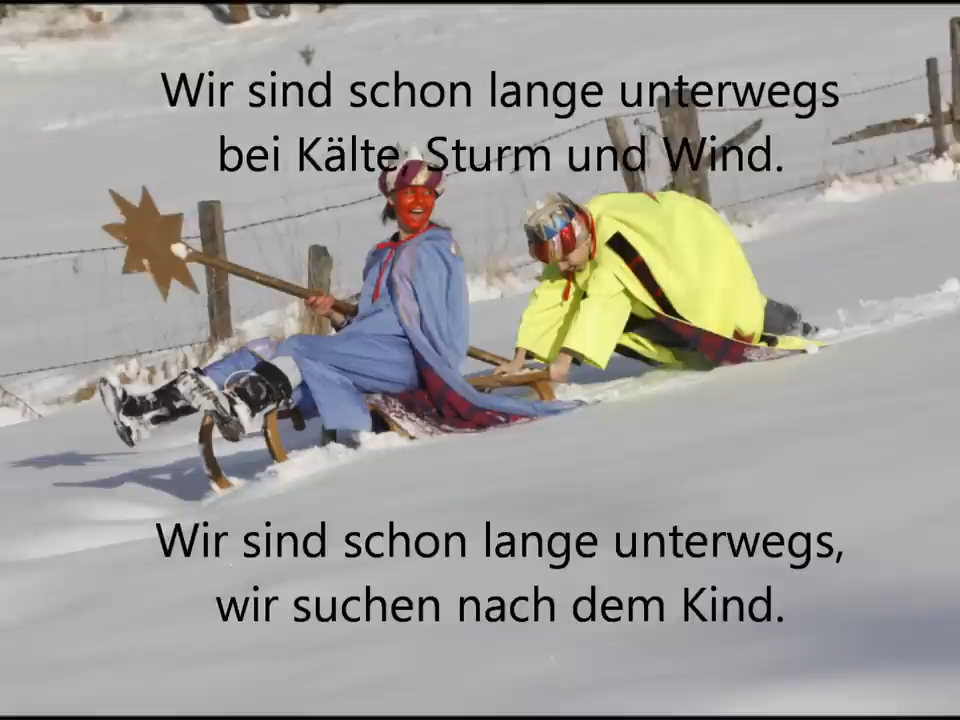 Wir sind schon lange unterwegs
bei Kälte, Sturm und Wind.
Wir sind schon lange unterwegs,
wir suchen nach dem Kind.